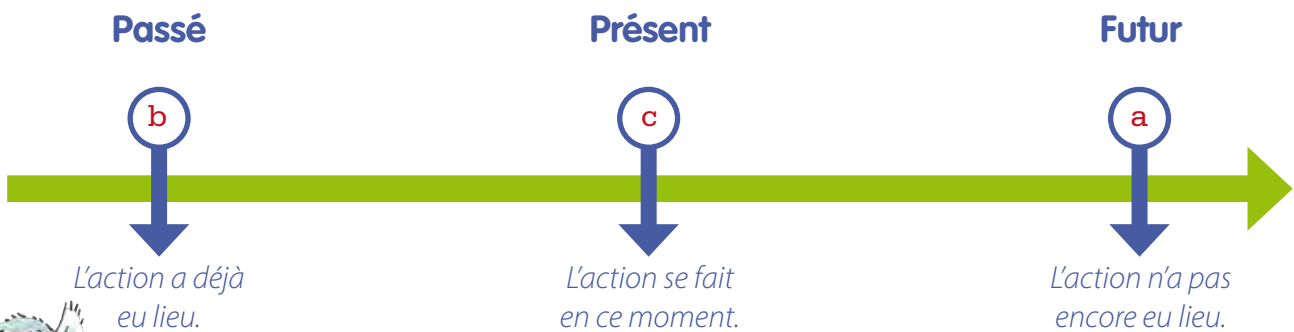 Passé Présent Futur
b c a
L'action a déjà L'action se fait L'action n'a pas
eu lieu. en ce moment. encore eu lieu.